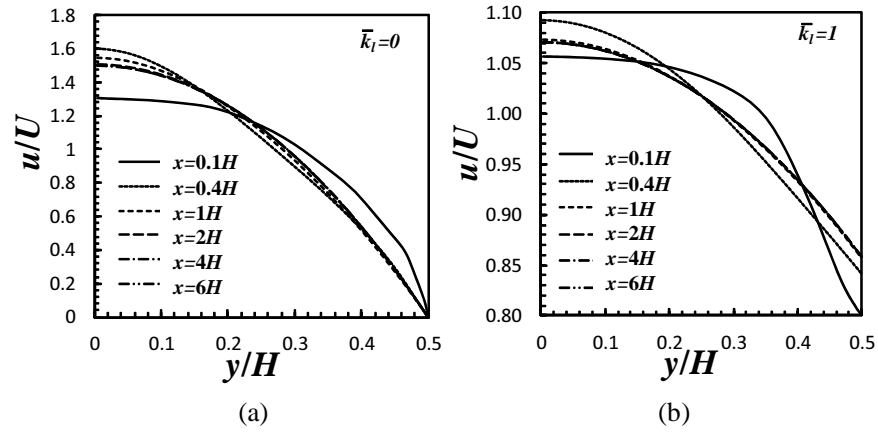 1.8
1.6
1.4
1.2
1.0
0.8
0.6
0.4
0.2
0
u/U
k̅l=0
x=0.1H
x=0.4H
x=1H
x=2H
x=4H
x=6H
0 0.1 0.2 0.3 0.4 0.5
y/H
(a)
1.10
1.05
1.00
0.95
0.90
0.85
0.80
u/U
k̅l=1
x=0.1H
x=0.4H
x=1H
x=2H
x=4H
x=6H
0 0.1 0.2 0.3 0.4 0.5
y/H
(b)